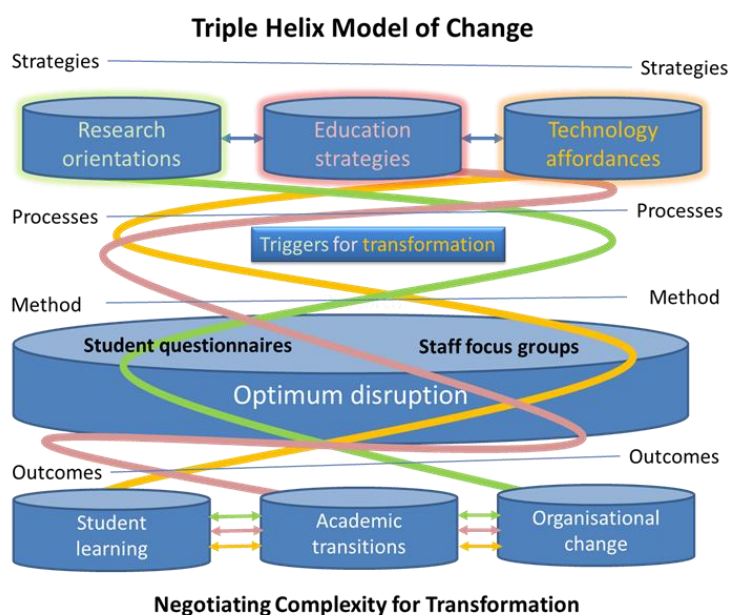 Triple Helix Model of Change
Strategies
Strategies
Research
orientations
Education
strategies
Technology
affordances
Processes
Processes
Triggers for transformation
Method
Method
Student questionnaires
Staff focus groups
Optimum disruption
Outcomes
Outcomes
Student
learning
Academic
transitions
Organisational
change
Negotiating Complexity for Transformation